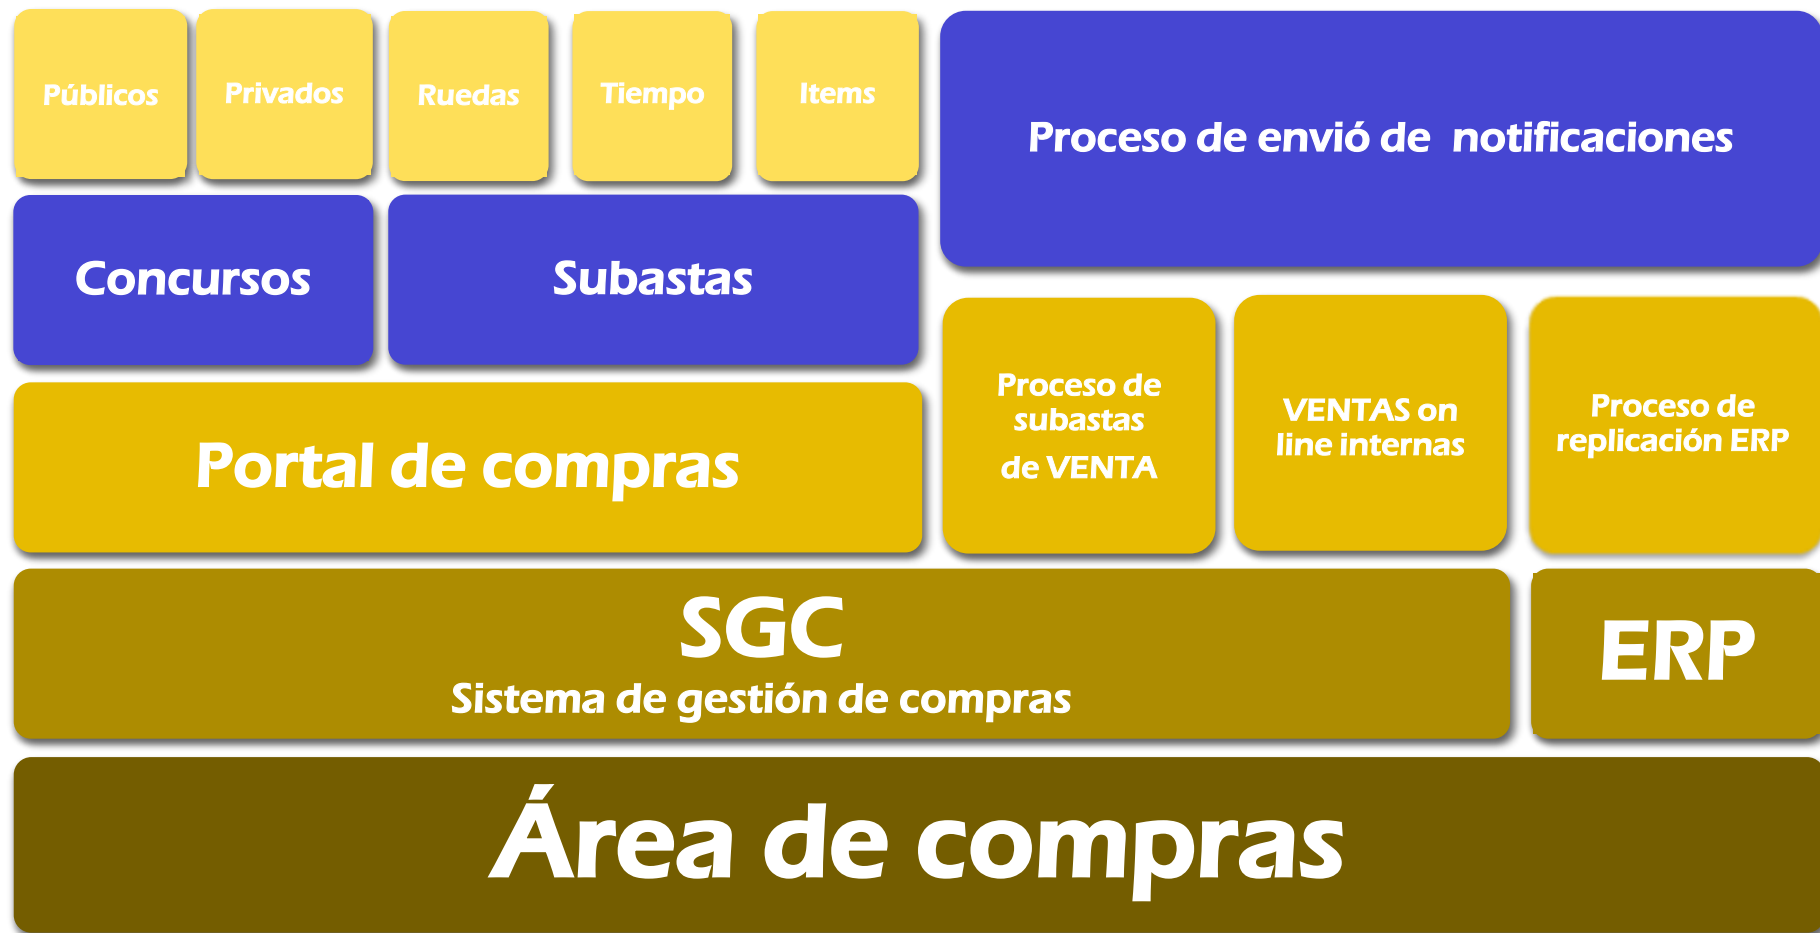 Públicos
Privados
Ruedas
Tiempo
Items
Proceso de envió de notificaciones
Concursos
Subastas
Portal de compras
Proceso de
subastas
de VENTA
VENTAS on
line internas
Proceso de
replicación ERP
SGC
Sistema de gestión de compras
ERP
Área de compras